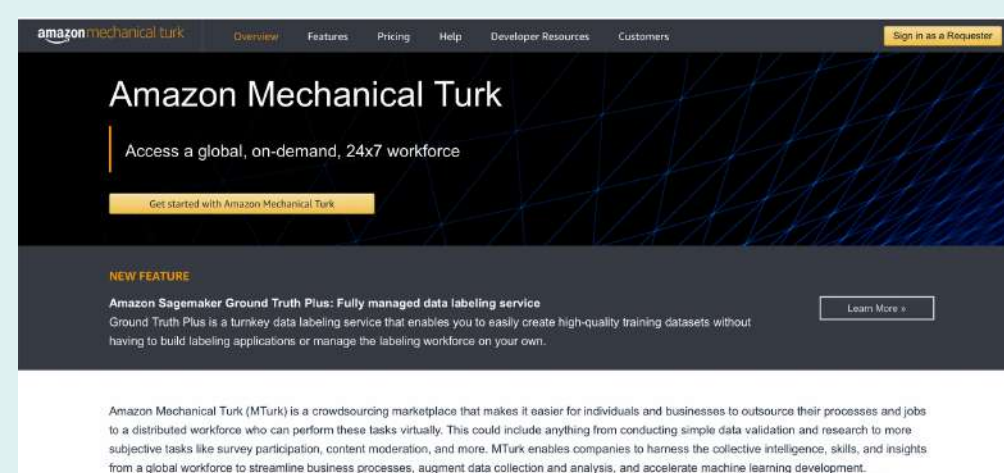 amazon mechanical turk Overview Features Pricing Help Developer Resources Customers Sign in as a Requester
Amazon Mechanical Turk
Access a global, on-demand, 24x7 workforce
Get started with Amazon Mechanical Turk
NEW FEATURE
Amazon Sagemaker Ground Truth Plus: Fully managed data labeling service
Ground Truth Plus is a turnkey data labeling service that enables you to easily create high-quality training datasets without
having to build labeling applications or manage the labeling workforce on your own.
Learn More »
Amazon Mechanical Turk (MTurk) is a crowdsourcing marketplace that makes it easier for individuals and businesses to outsource their processes and jobs
to a distributed workforce who can perform these tasks virtually. This could include anything from conducting simple data validation and research to more
subjective tasks like survey participation, content moderation, and more. MTurk enables companies to harness the collective intelligence, skills, and insights
from a global workforce to streamline business processes, augment data collection and analysis, and accelerate machine learning development.